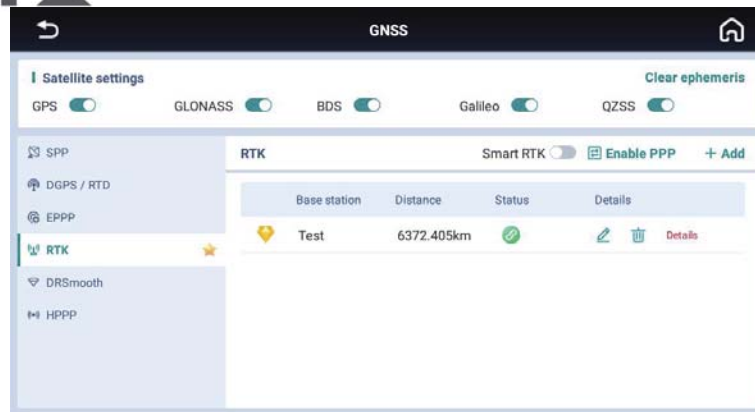 GNSS
Satellite settings
Clear ephemeris
GPS
GLONASS
BDS
Galileo
QZSS
SPP
DGPS / RTD
EPPP
RTK
DRSmooth
HPPP
RTK
Smart RTK
Enable PPP
+ Add
Base station
Distance
Status
Details
Test
6372.405km
Details